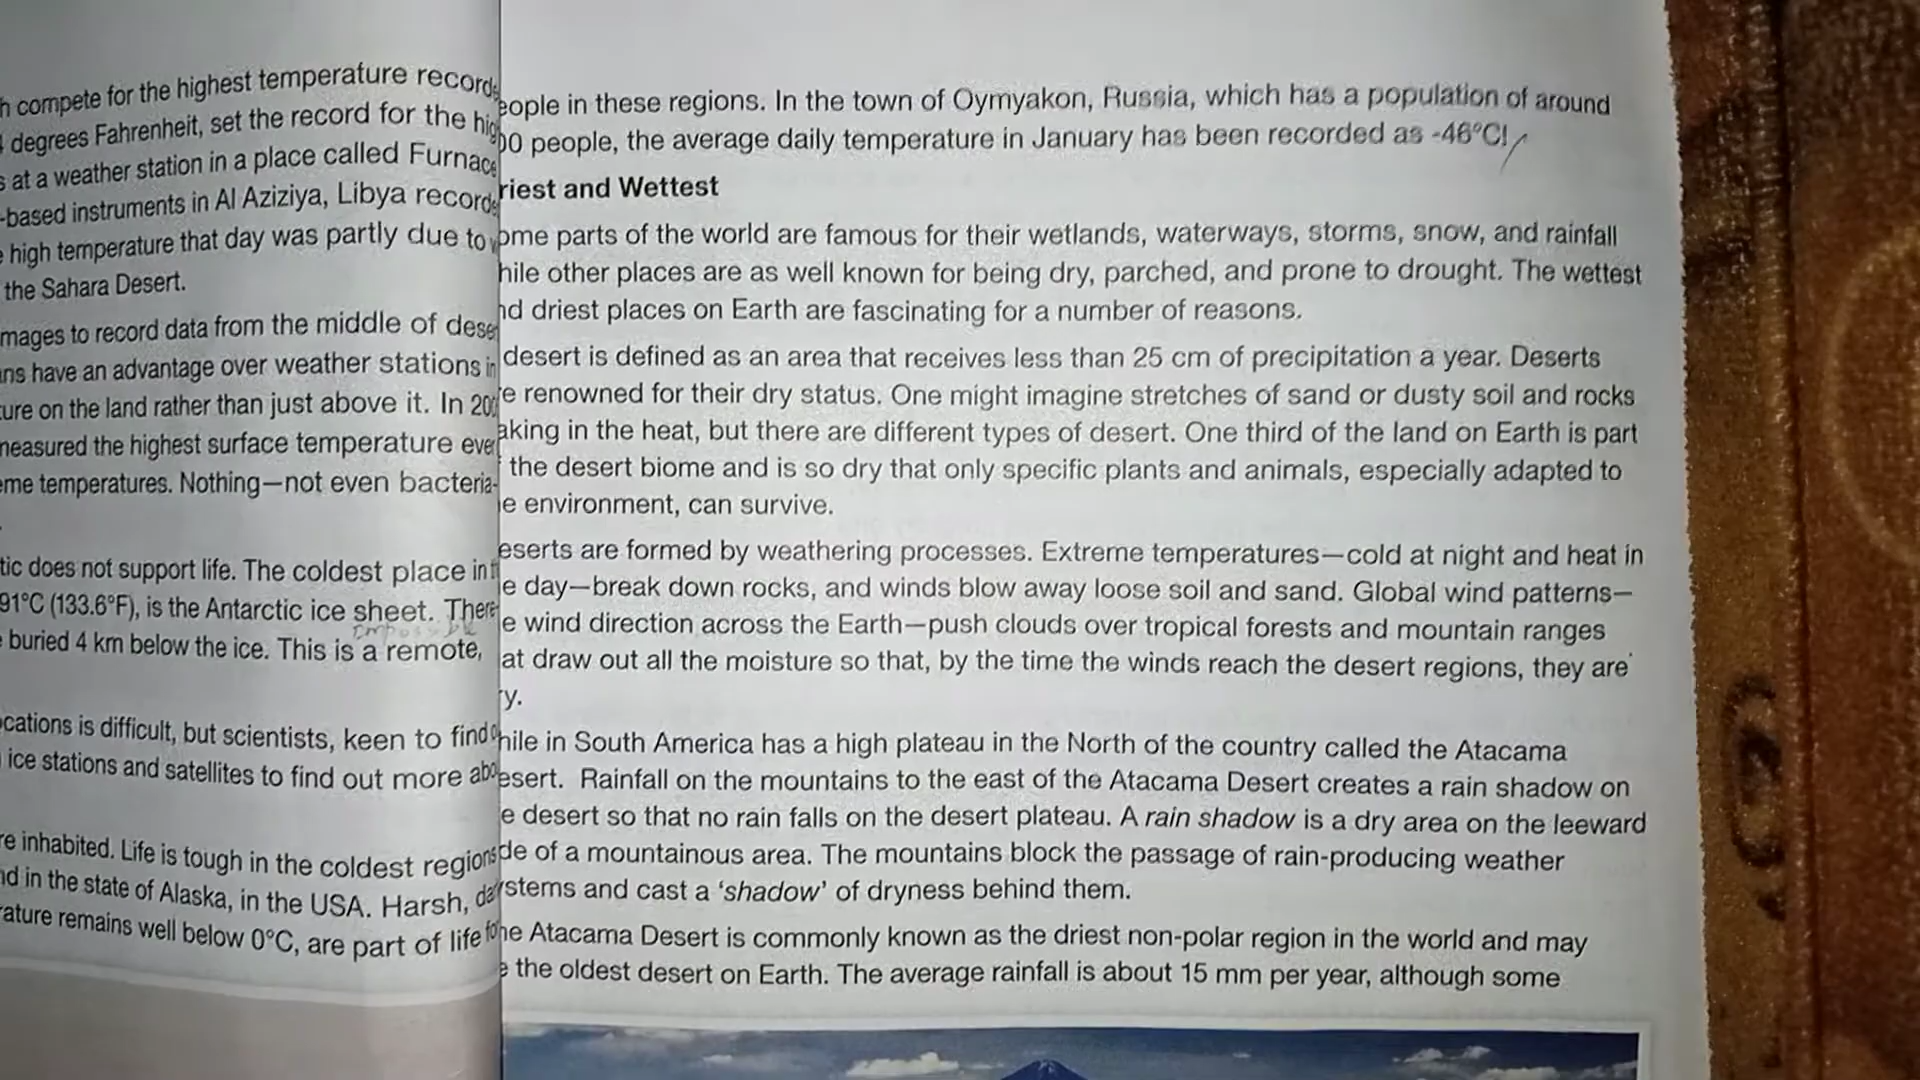 compete for the highest temperature
degrees Fahrenheit, set the record for the
at a weather station in a place called
-based instruments in Al Aziziya, Libya
high temperature that day was partly due to
the Sahara Desert.
to record data from the middle of
have an advantage over weather stations
on the land rather than just above it. In
measured the highest surface temperature
temperatures. Nothing—not even
does not support life. The coldest place in
91°C (133.6°F), is the Antarctic ice sheet.
buried 4 km below the ice. This is a remote,
is difficult, but scientists, keen to find
ice stations and satellites to find out more
inhabited. Life is tough in the coldest
in the state of Alaska, in the USA. Harsh,
remains well below 0°C, are part of life
eople in these regions. In the town of Oymyakon, Russia, which has a population of around
00 people, the average daily temperature in January has been recorded as -46°C!
riest and Wettest
ome parts of the world are famous for their wetlands, waterways, storms, snow, and rainfall
hile other places are as well known for being dry, parched, and prone to drought. The wettest
nd driest places on Earth are fascinating for a number of reasons.
desert is defined as an area that receives less than 25 cm of precipitation a year. Deserts
e renowned for their dry status. One might imagine stretches of sand or dusty soil and rocks
aking in the heat, but there are different types of desert. One third of the land on Earth is part
the desert biome and is so dry that only specific plants and animals, especially adapted to
e environment, can survive.
eserts are formed by weathering processes. Extreme temperatures—cold at night and heat in
e day—break down rocks, and winds blow away loose soil and sand. Global wind patterns—
e wind direction across the Earth—push clouds over tropical forests and mountain ranges
at draw out all the moisture so that, by the time the winds reach the desert regions, they are
ry.
hile in South America has a high plateau in the North of the country called the Atacama
esert. Rainfall on the mountains to the east of the Atacama Desert creates a rain shadow on
e desert so that no rain falls on the desert plateau. A rain shadow is a dry area on the leeward
de of a mountainous area. The mountains block the passage of rain-producing weather
ystems and cast a ‘shadow’ of dryness behind them.
he Atacama Desert is commonly known as the driest non-polar region in the world and may
e the oldest desert on Earth. The average rainfall is about 15 mm per year, although some